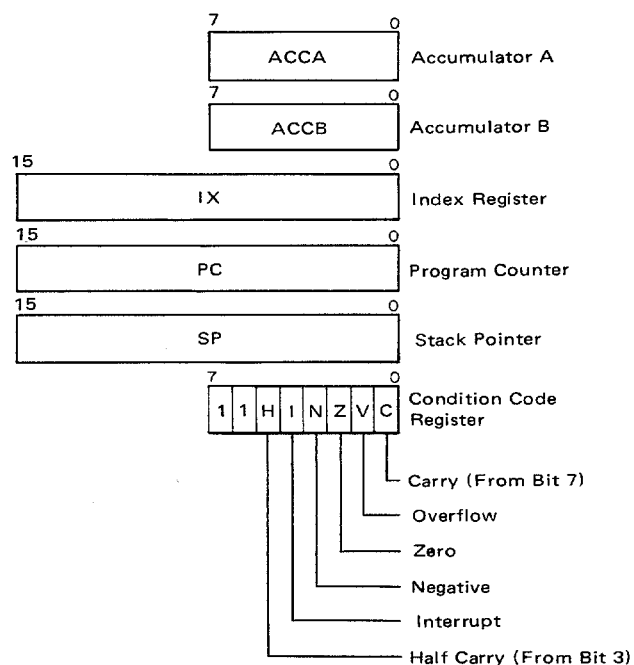 7 0
ACCA Accumulator A
7 0
ACCB Accumulator B
15 0
IX Index Register
15 0
PC Program Counter
15 0
SP Stack Pointer
7 0
1 1 H I N Z V C Condition Code
Register
Carry (From Bit 7)
Overflow
Zero
Negative
Interrupt
Half Carry (From Bit 3)